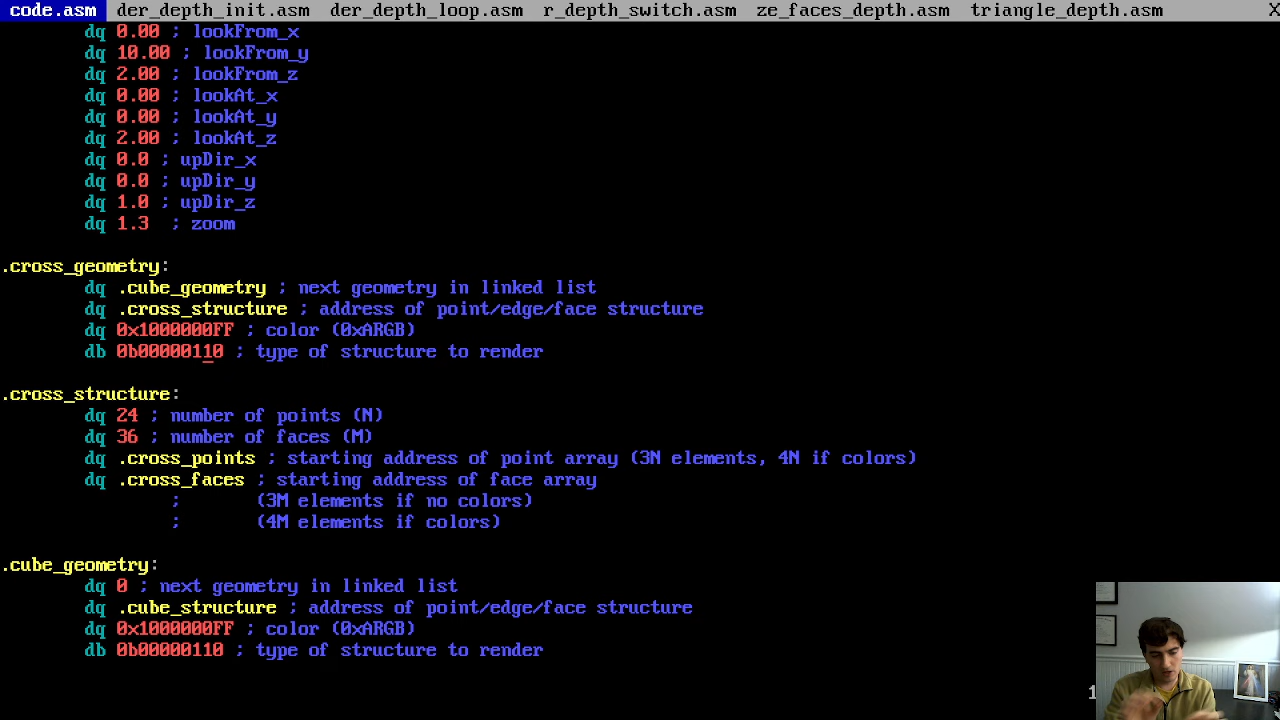 code.asm der_depth_init.asm der_depth_loop.asm r_depth_switch.asm ze_faces_depth.asm triangle_depth.asm X
dq 0.00 ; lookFrom_x
dq 10.00 ; lookFrom_y
dq 2.00 ; lookFrom_z
dq 0.00 ; lookAt_x
dq 0.00 ; lookAt_y
dq 2.00 ; lookAt_z
dq 0.0 ; upDir_x
dq 0.0 ; upDir_y
dq 1.0 ; upDir_z
dq 1.3 ; zoom
.cross_geometry:
dq .cube_geometry ; next geometry in linked list
dq .cross_structure ; address of point/edge/face structure
dq 0x1000000FF ; color (0xARGB)
db 0b00000110 ; type of structure to render
.cross_structure:
dq 24 ; number of points (N)
dq 36 ; number of faces (M)
dq .cross_points ; starting address of point array (3N elements, 4N if colors)
dq .cross_faces ; starting address of face array
; (3M elements if no colors)
; (4M elements if colors)
.cube_geometry:
dq 0 ; next geometry in linked list
dq .cube_structure ; address of point/edge/face structure
dq 0x1000000FF ; color (0xARGB)
db 0b00000110 ; type of structure to render